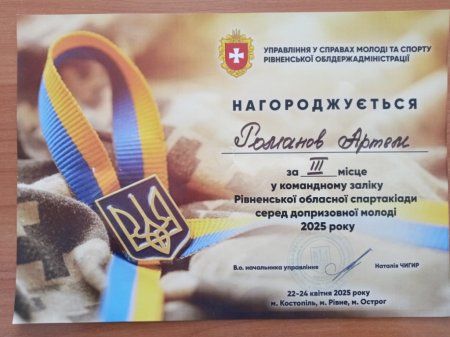 УПРАВЛІННЯ У СПРАВАХ МОЛОДІ ТА СПОРТУ
РІВНЕНСЬКОЇ ОБЛДЕРЖАДМІНІСТРАЦІЇ
НАГОРОДЖУЄТЬСЯ
Романов Артем
за III місце
у командному заліку
Рівненської обласної спартакіади
серед допризовної молоді
2025 року
В.о. начальника управління Наталія ЧИГИР
22–24 квітня 2025 року
м. Костопіль, м. Рівне, м. Острог